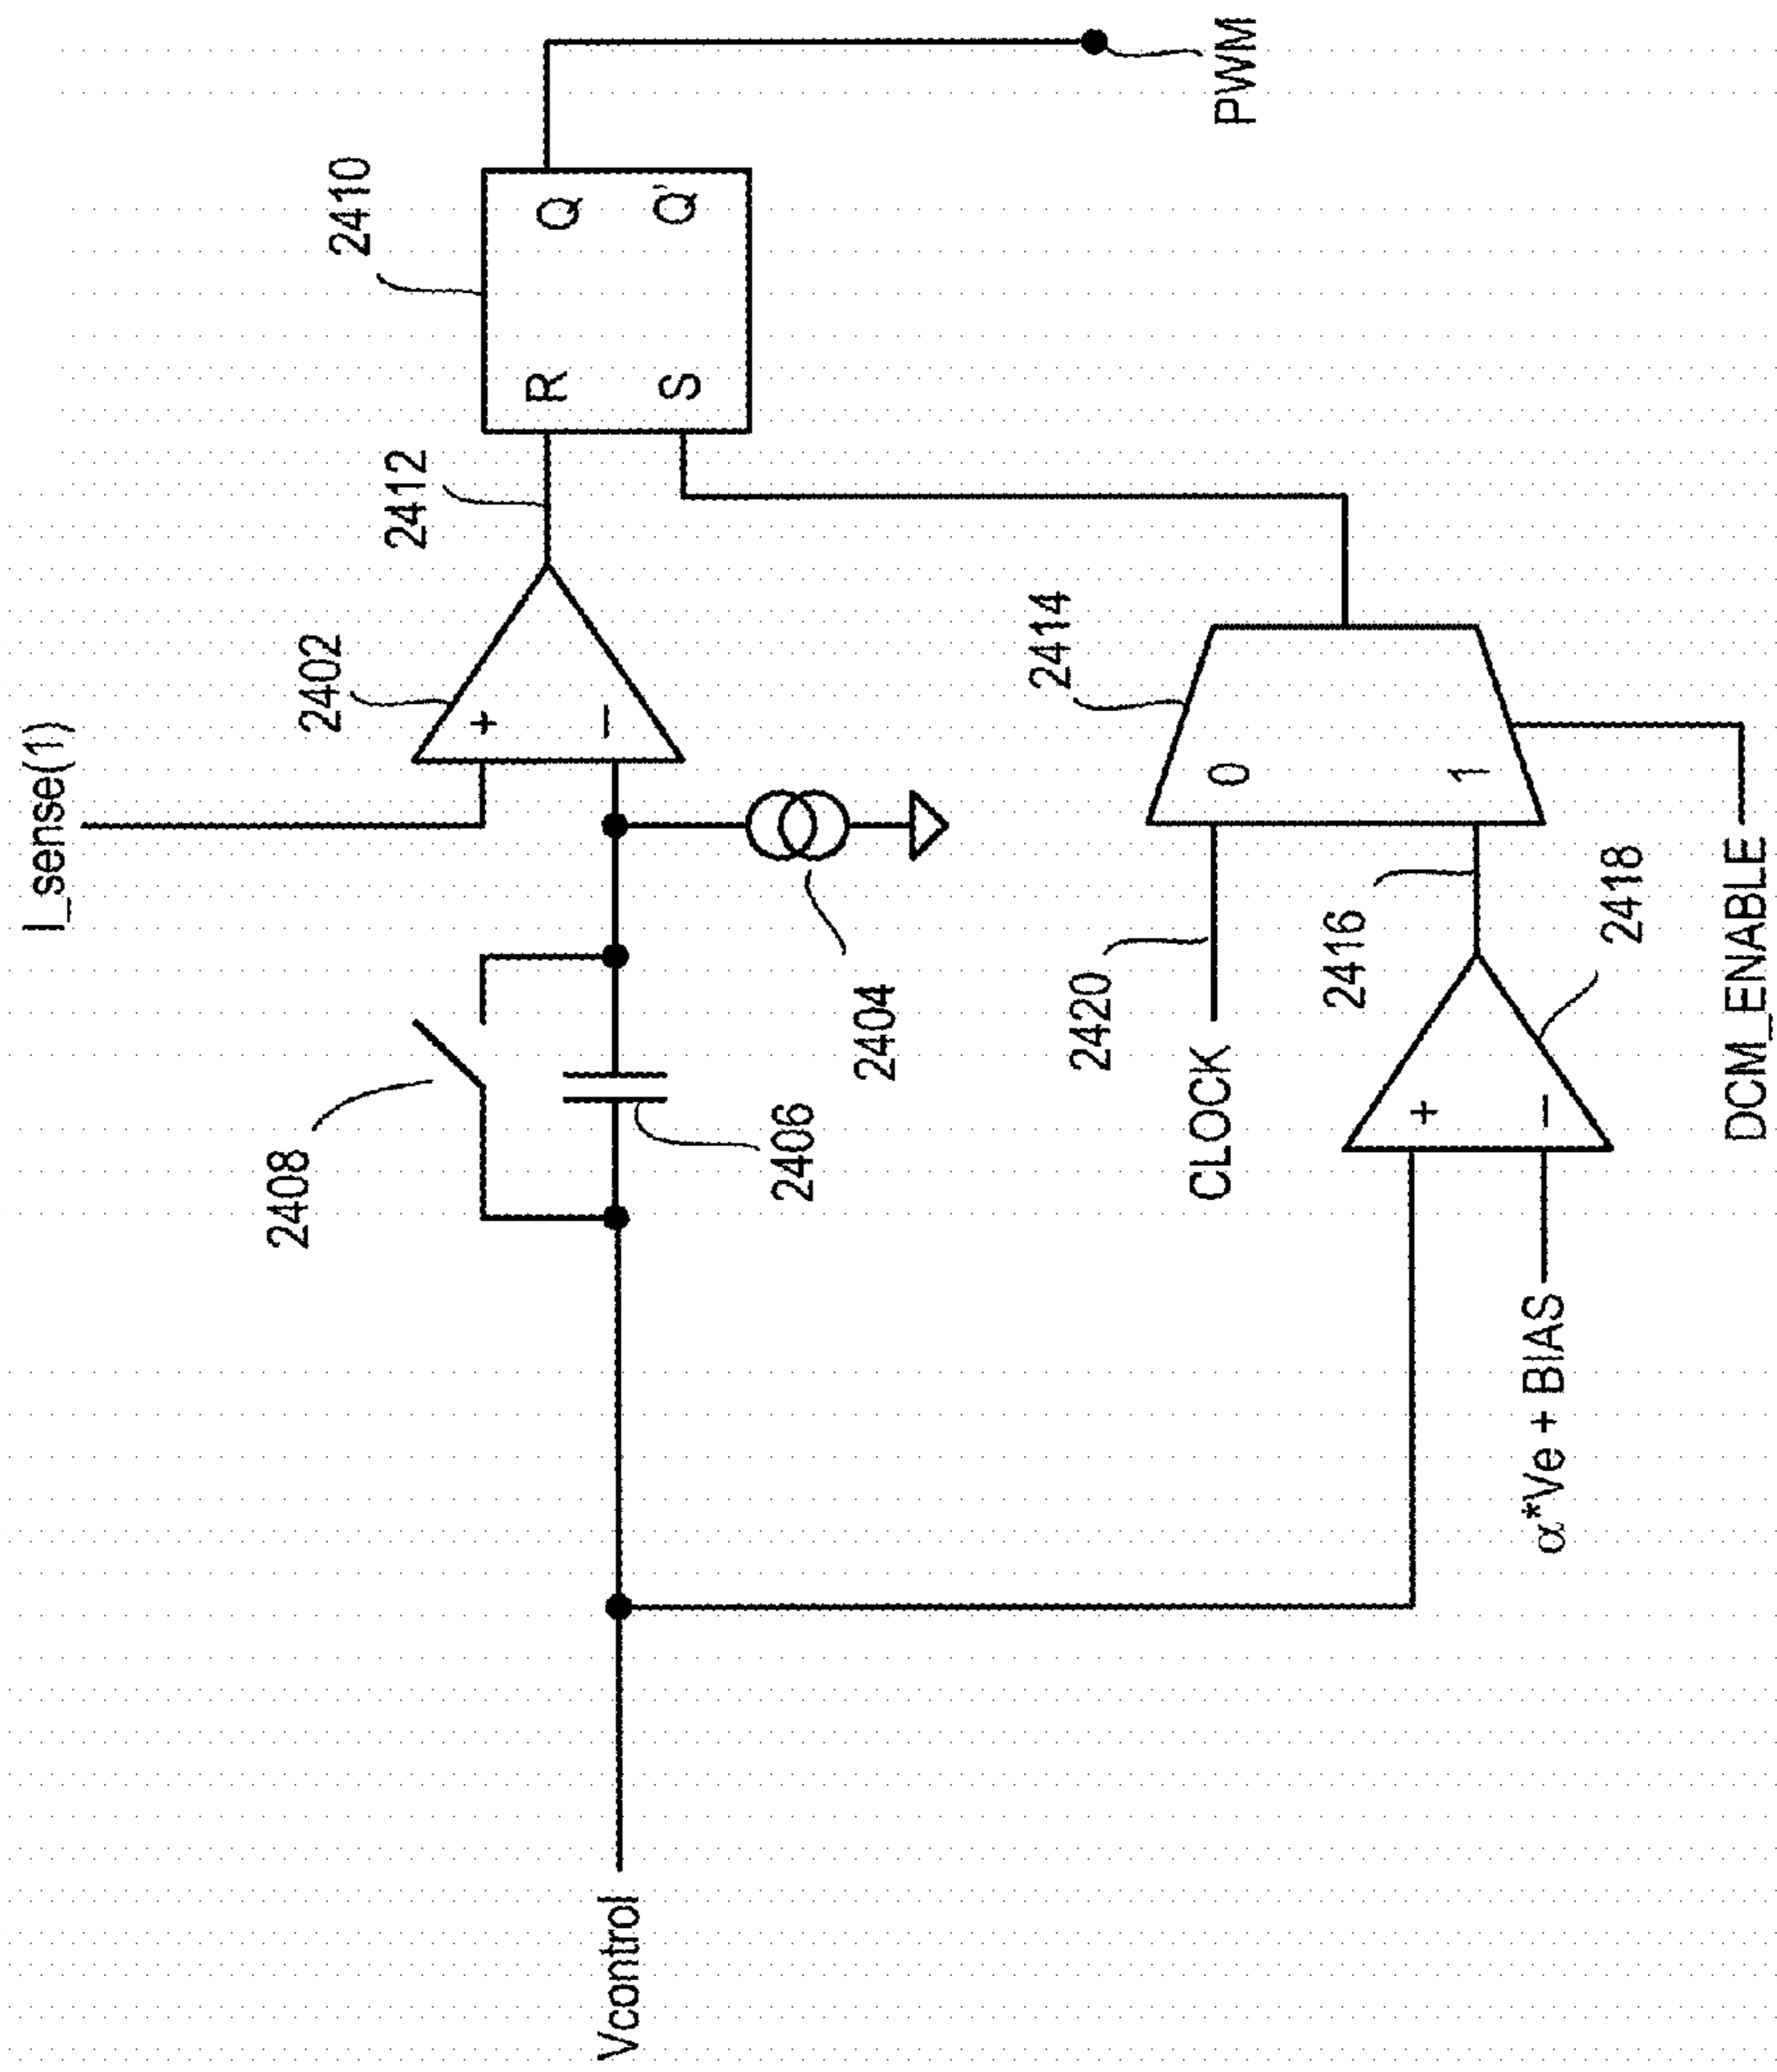 I_sense(1)
2402
2412
2410
+
−
R
S
Q
Q'
PWM
2408
2406
2404
Vcontrol
2414
0
1
CLOCK
2420
2416
2418
+
−
α*Ve + BIAS
DCM_ENABLE